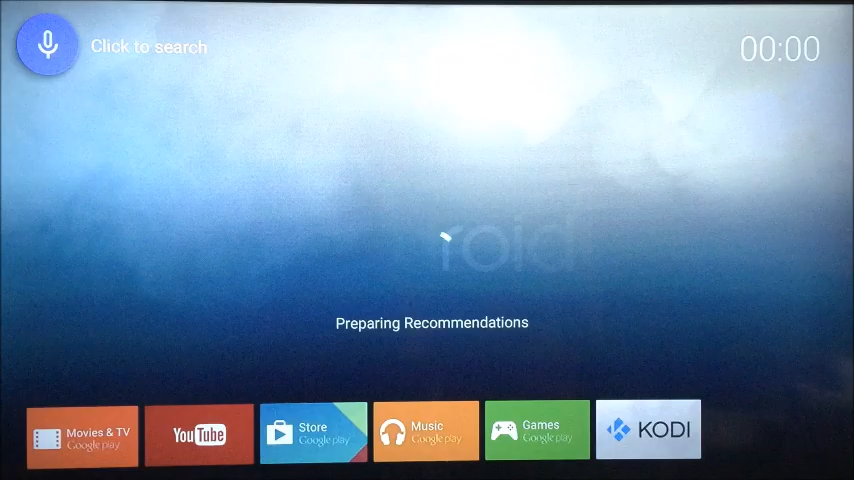 Click to search
00:00
roid
Preparing Recommendations
Movies & TV
Google play
YouTube
Store
Google play
Music
Google play
Games
Google play
KODI